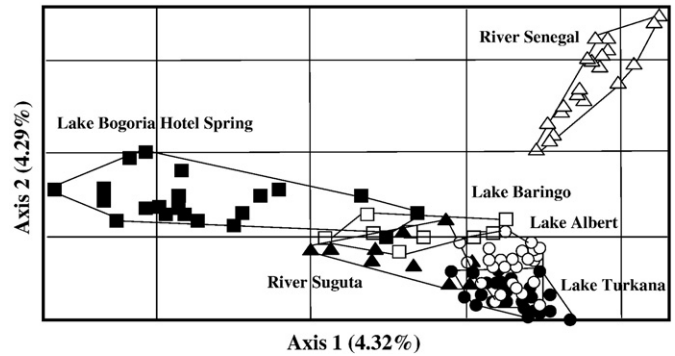 River Senegal
Lake Bogoria Hotel Spring
Lake Baringo
Lake Albert
River Suguta
Lake Turkana
Axis 2 (4.29%)
Axis 1 (4.32%)